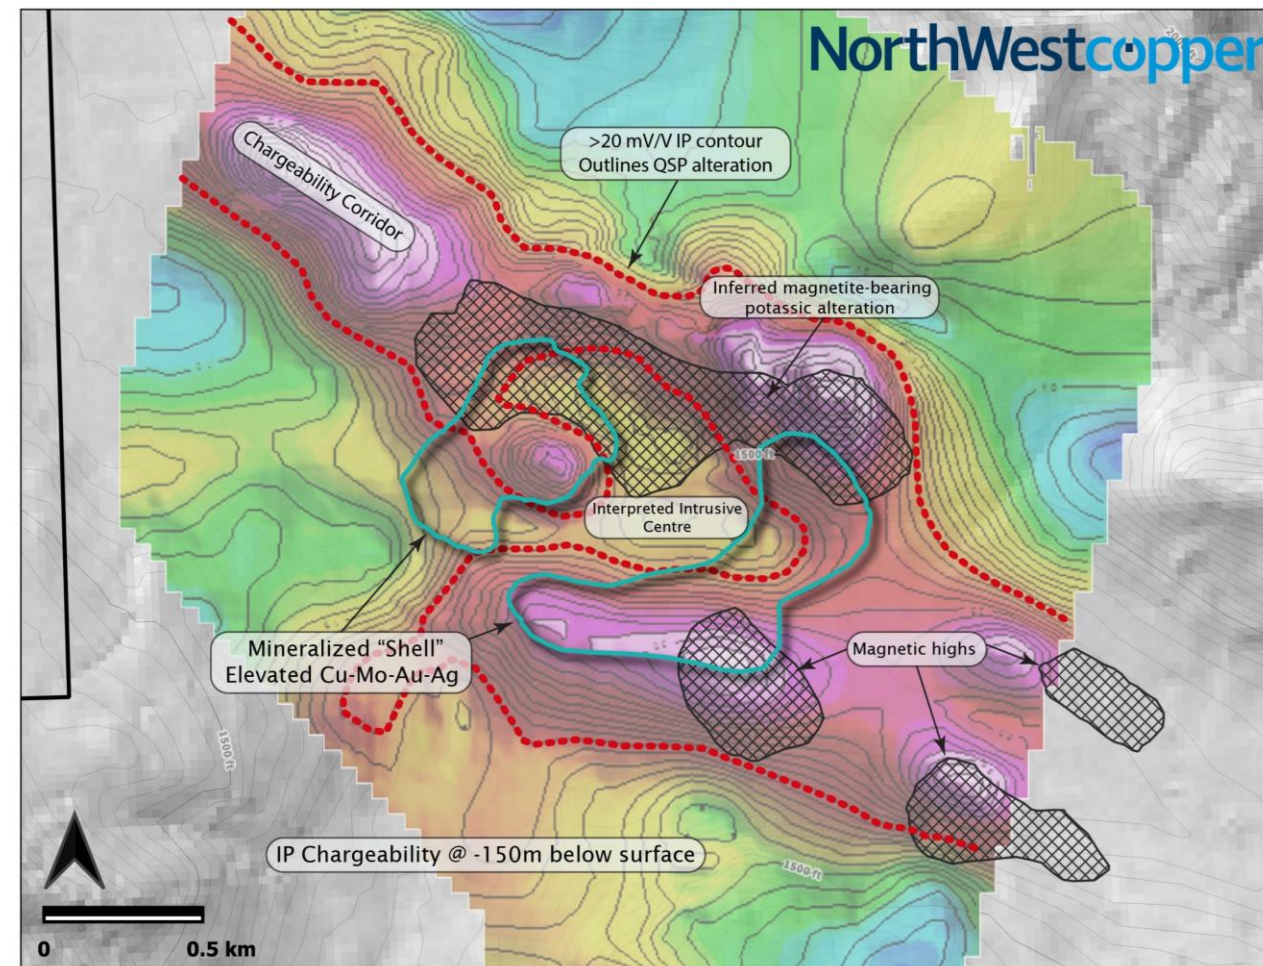 NorthWestcopper
>20 mV/V IP contour
Outlines QSP alteration
Chargeability Corridor
Inferred magnetite-bearing
potassic alteration
1500 ft
Interpreted Intrusive
Centre
Mineralized “Shell”
Elevated Cu-Mo-Au-Ag
Magnetic highs
1500 ft
IP Chargeability @ -150m below surface
1500 ft
0
0.5 km